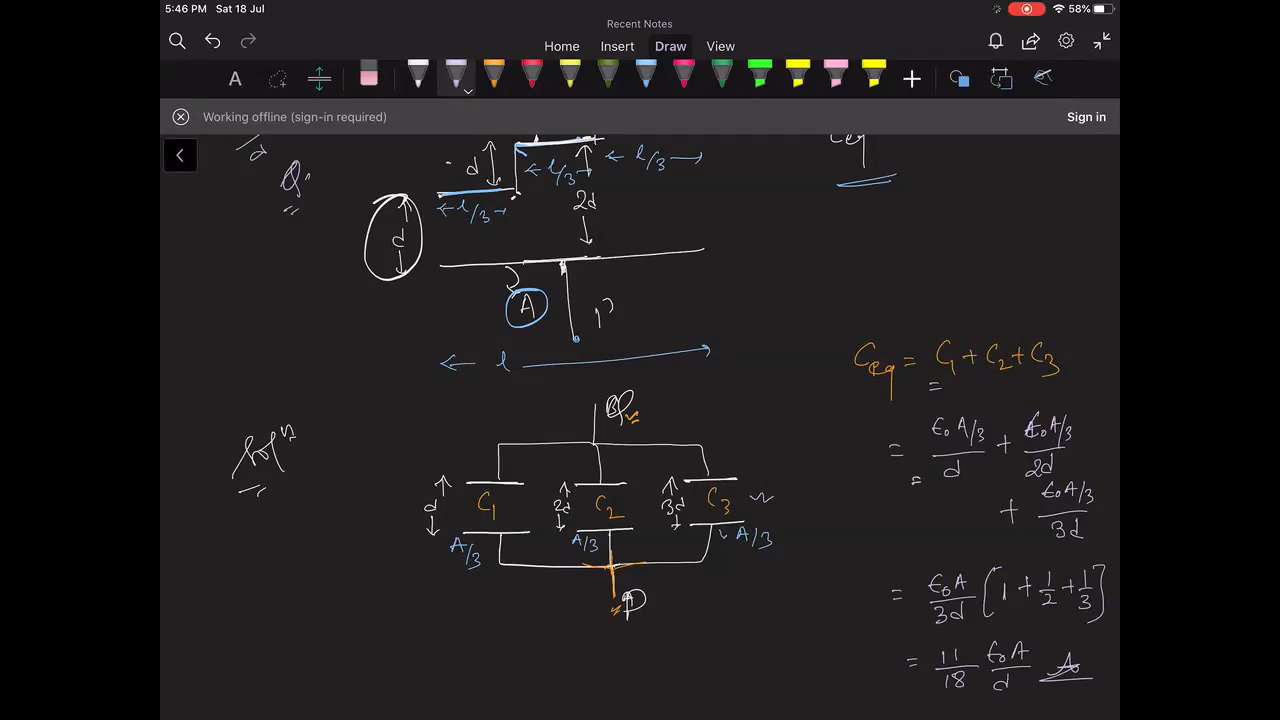 5:46 PM Sat 18 Jul
58%
Recent Notes
Home Insert Draw View
A
Working offline (sign-in required)
Sign in
d
Q.
d
l/3
l/3
l/3
2d
d
A
P
l
Ceq
Ceq = C1 + C2 + C3
= ε0 A/3 / d + ε0 A/3 / 2d
+ ε0 A/3 / 3d
= ε0 A / 3d (1 + 1/2 + 1/3)
= 11/18 ε0 A / d
Solⁿ
d C1 2d C2 3d C3
A/3 A/3 A/3